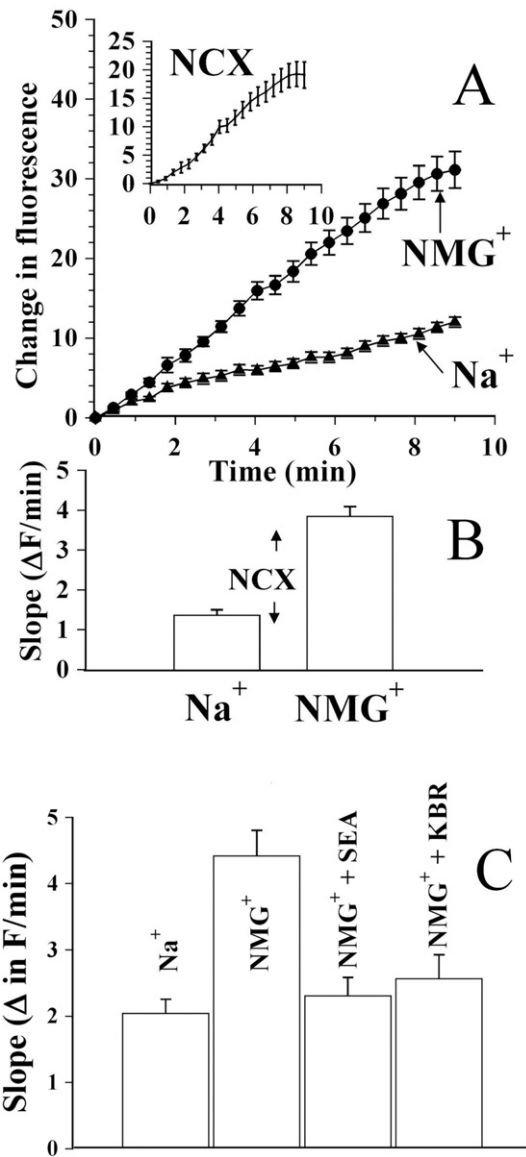 50
40
30
20
10
0
Change in fluorescence
25
20
15
10
5
0
NCX
0 2 4 6 8 10
A
NMG+
Na+
0 2 4 6 8 10
Time (min)
5
4
3
2
1
0
Slope (ΔF/min)
NCX
B
Na+ NMG+
5
4
3
2
1
0
Slope (Δ in F/min)
Na+
NMG+
NMG+ + SEA
NMG+ + KBR
C